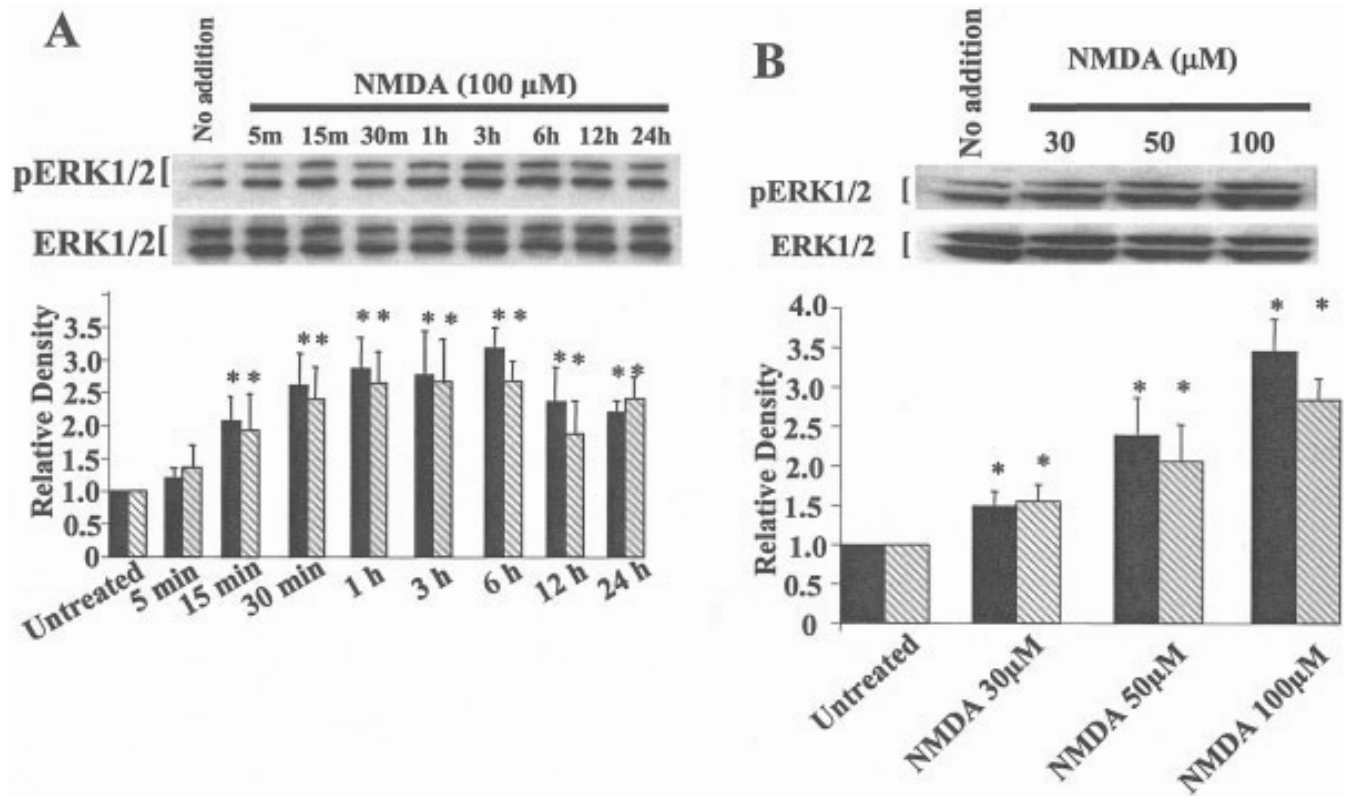 A
No addition
NMDA (100 µM)
5m 15m 30m 1h 3h 6h 12h 24h
pERK1/2 [
ERK1/2 [
Relative Density
3.5
3.0
2.5
2.0
1.5
1.0
0.5
0
* * * * * * * * * * * * * *
Untreated
5 min
15 min
30 min
1 h
3 h
6 h
12 h
24 h
B
No addition
NMDA (µM)
30 50 100
pERK1/2 [
ERK1/2 [
Relative Density
4.0
3.5
3.0
2.5
2.0
1.5
1.0
0.5
0
* * * * * *
Untreated
NMDA 30µM
NMDA 50µM
NMDA 100µM